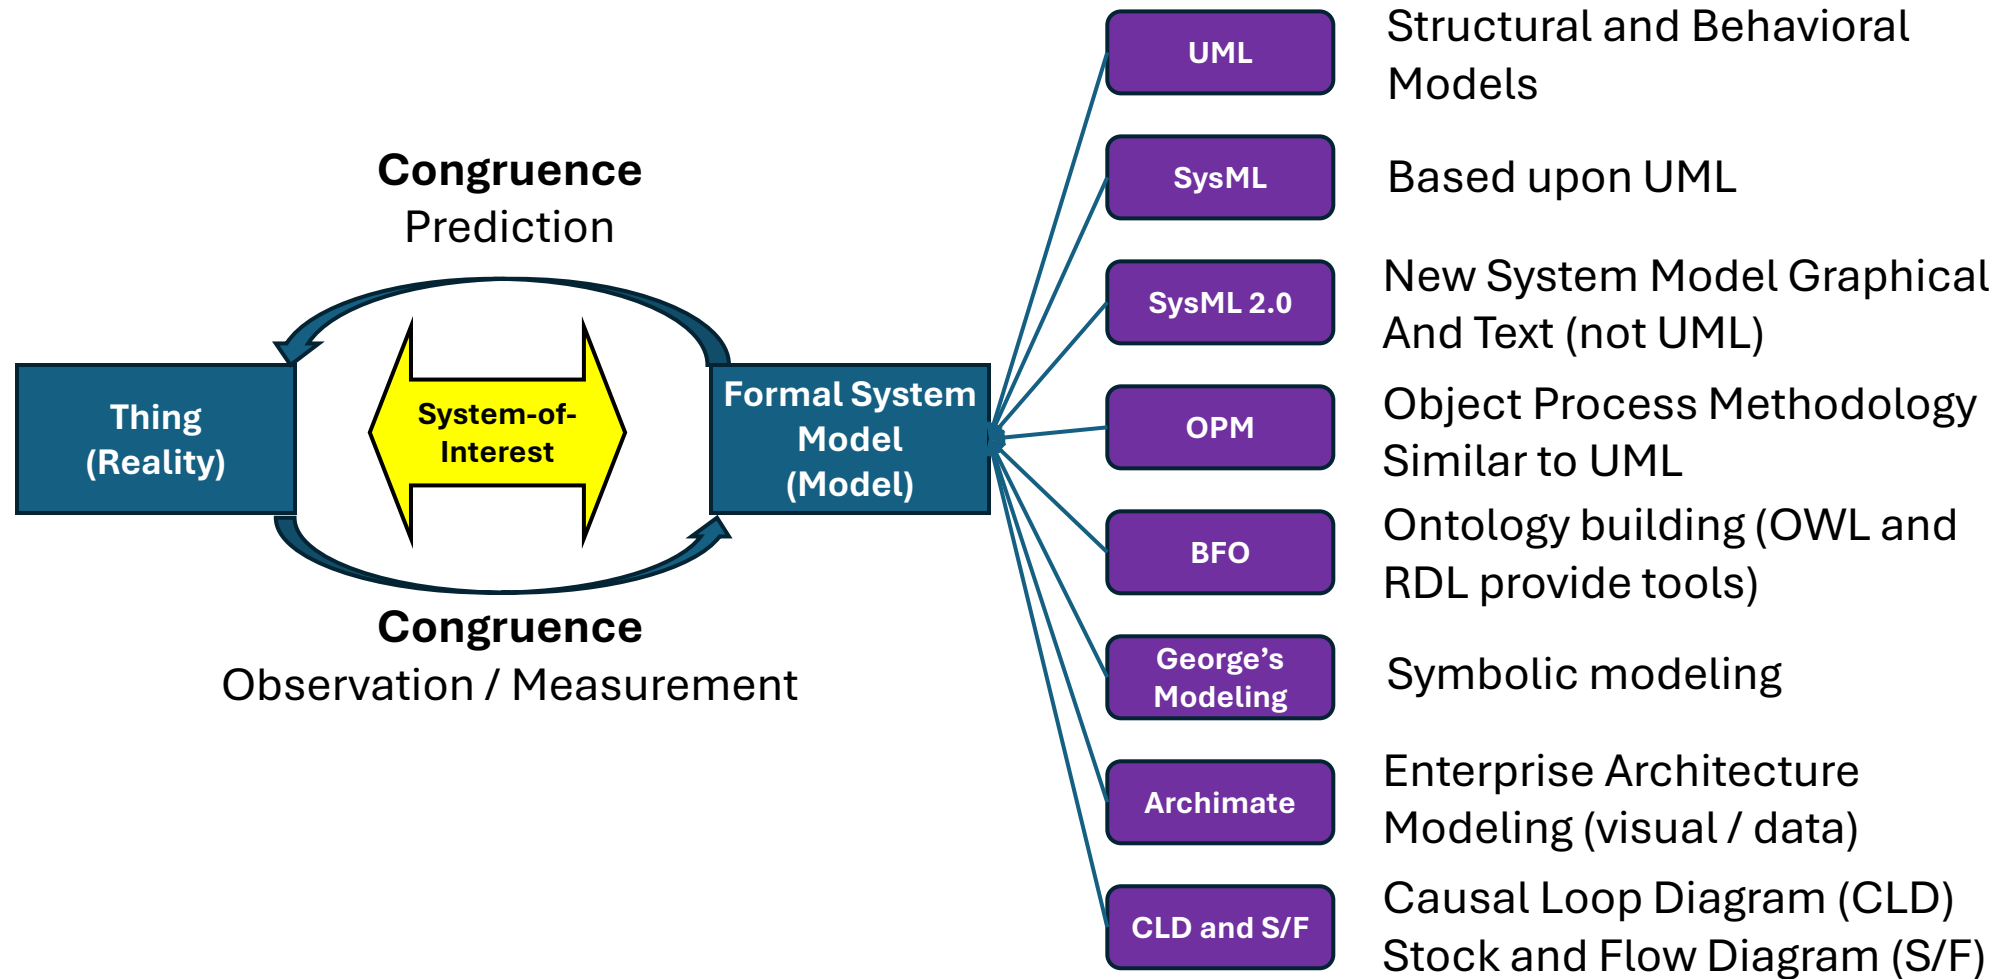 Congruence
Prediction
Thing
(Reality)
System-of-
Interest
Formal System
Model
(Model)
Congruence
Observation / Measurement
UML
Structural and Behavioral
Models
SysML
Based upon UML
SysML 2.0
New System Model Graphical
And Text (not UML)
OPM
Object Process Methodology
Similar to UML
BFO
Ontology building (OWL and
RDL provide tools)
George’s
Modeling
Symbolic modeling
Archimate
Enterprise Architecture
Modeling (visual / data)
CLD and S/F
Causal Loop Diagram (CLD)
Stock and Flow Diagram (S/F)